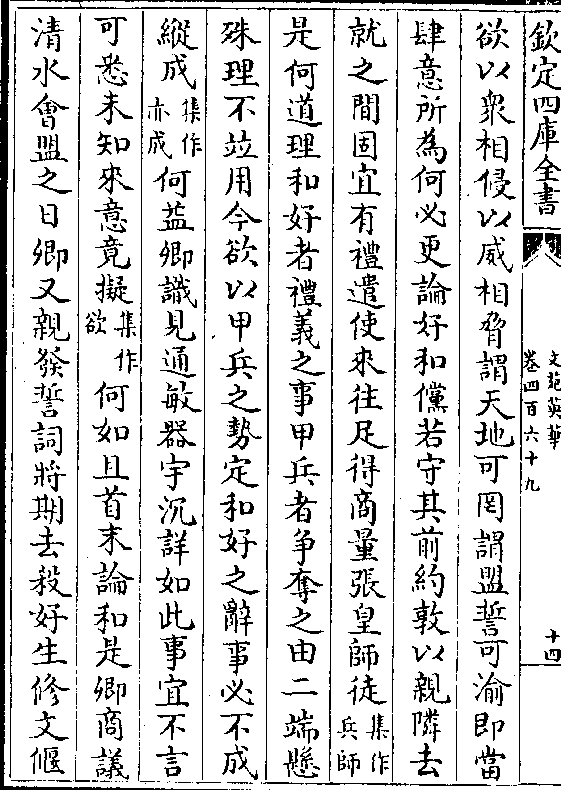 欽定四庫全書
文苑英華
卷四百六十九
十四
欲以衆相侵以威相脅謂天地可罔謂盟誓可渝即當
肆意所為何必更論好和儻若守其前約敦以親隣去
就之間固宜有禮遣使來往足得商量張皇師徒集作兵師
是何道理和好者禮義之事甲兵者争奪之由二端懸
殊理不竝用今欲以甲兵之勢定和好之辭事必不成
縱成集作亦成何益卿識見通敏器宇沉詳如此事宜不言
可悉未知來意竟擬集作欲何如且首末論和是卿商議
清水會盟之日卿又親發誓詞將期去殺好生修文偃